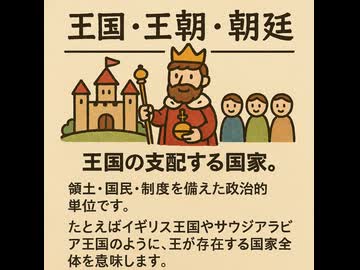 王国・王朝・朝廷
王国の支配する国家。
領土・国民・制度を備えた政治的
単位です。
たとえばイギリス王国やサウジアラビ
ア王国のように、王が存在する国家全
体を意味します。